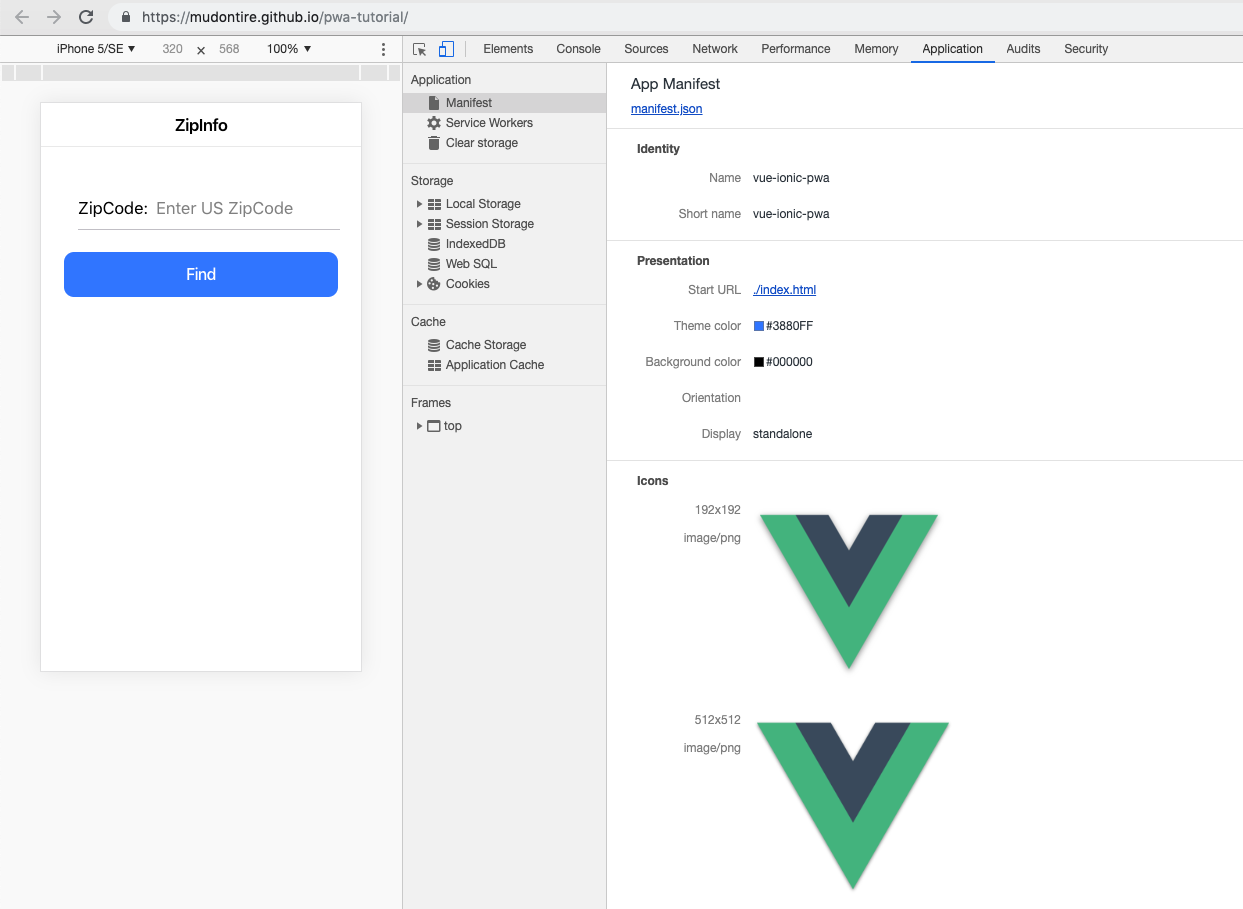 https://mudontire.github.io/pwa-tutorial/
iPhone 5/SE ▼ 320 x 568 100% ▼
Elements Console Sources Network Performance Memory Application Audits Security
ZipInfo
ZipCode: Enter US ZipCode
Find
Application
Manifest
Service Workers
Clear storage
Storage
Local Storage
Session Storage
IndexedDB
Web SQL
Cookies
Cache
Cache Storage
Application Cache
Frames
top
App Manifest
manifest.json
Identity
Name vue-ionic-pwa
Short name vue-ionic-pwa
Presentation
Start URL ./index.html
Theme color #3880FF
Background color #000000
Orientation
Display standalone
Icons
192x192
image/png
512x512
image/png